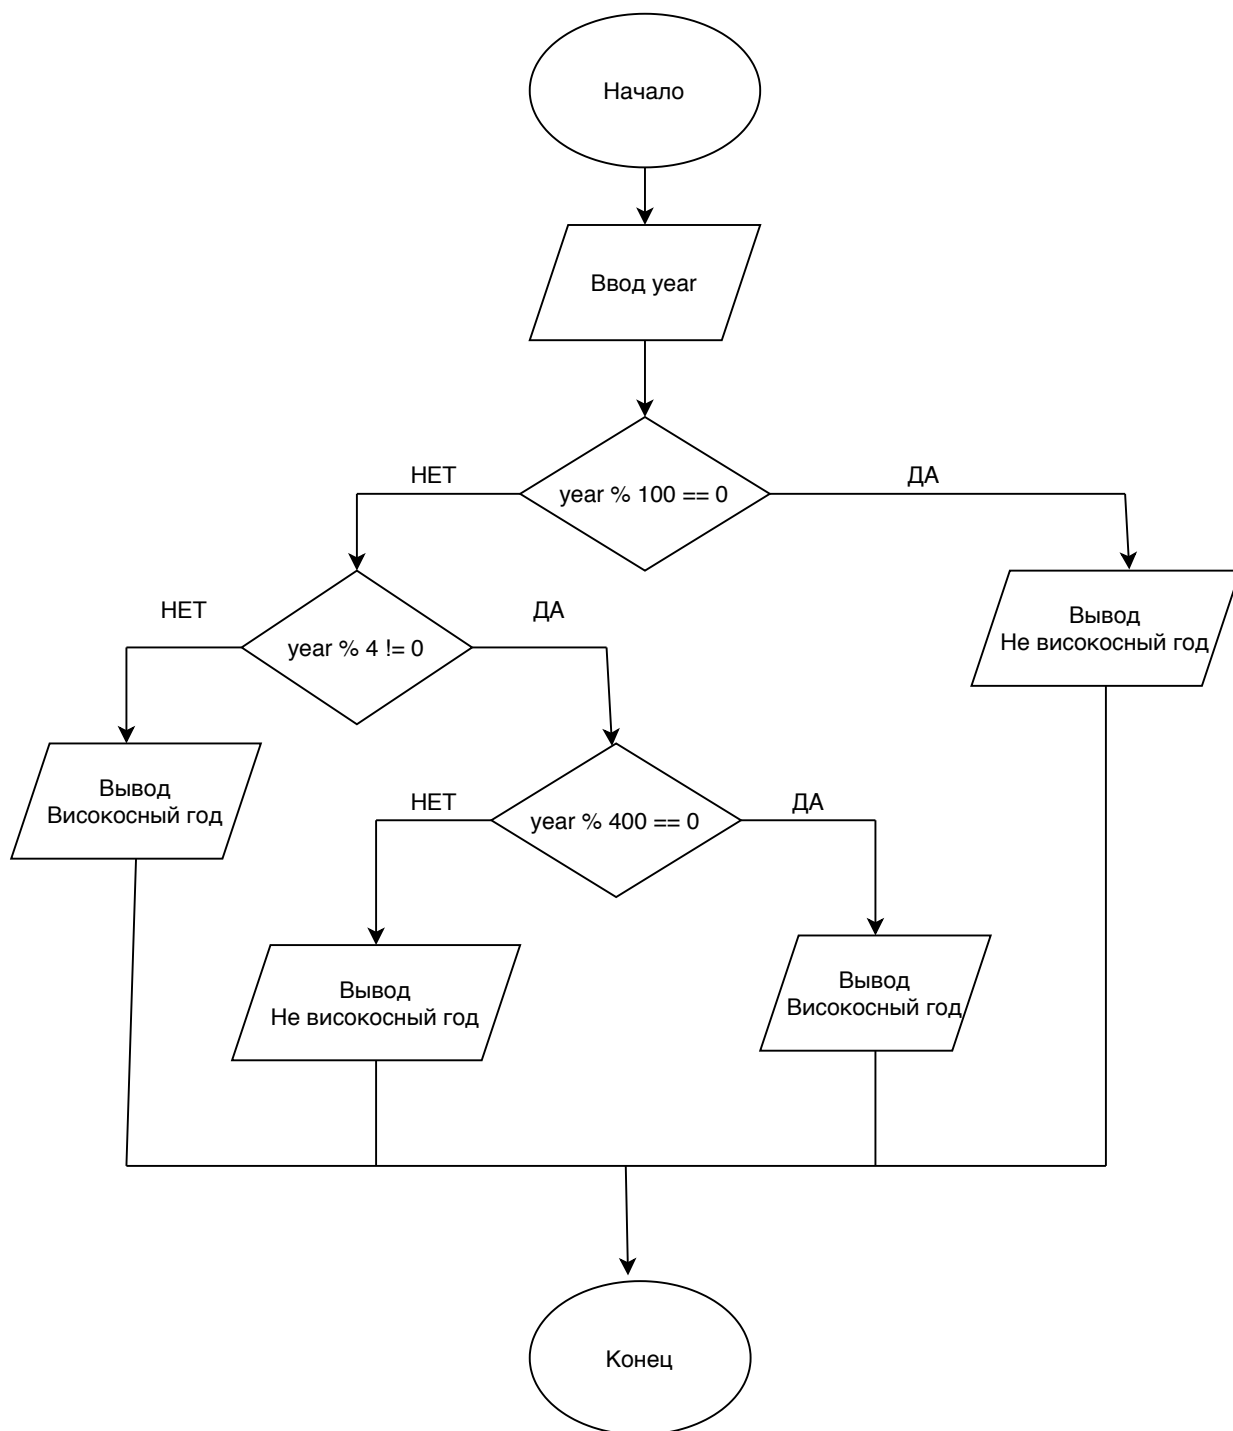 Начало
Ввод year
НЕТ
ДА
year % 100 == 0
НЕТ
ДА
year % 4 != 0
Вывод
Не високосный год
Вывод
Високосный год
НЕТ
ДА
year % 400 == 0
Вывод
Не високосный год
Вывод
Високосный год
Конец